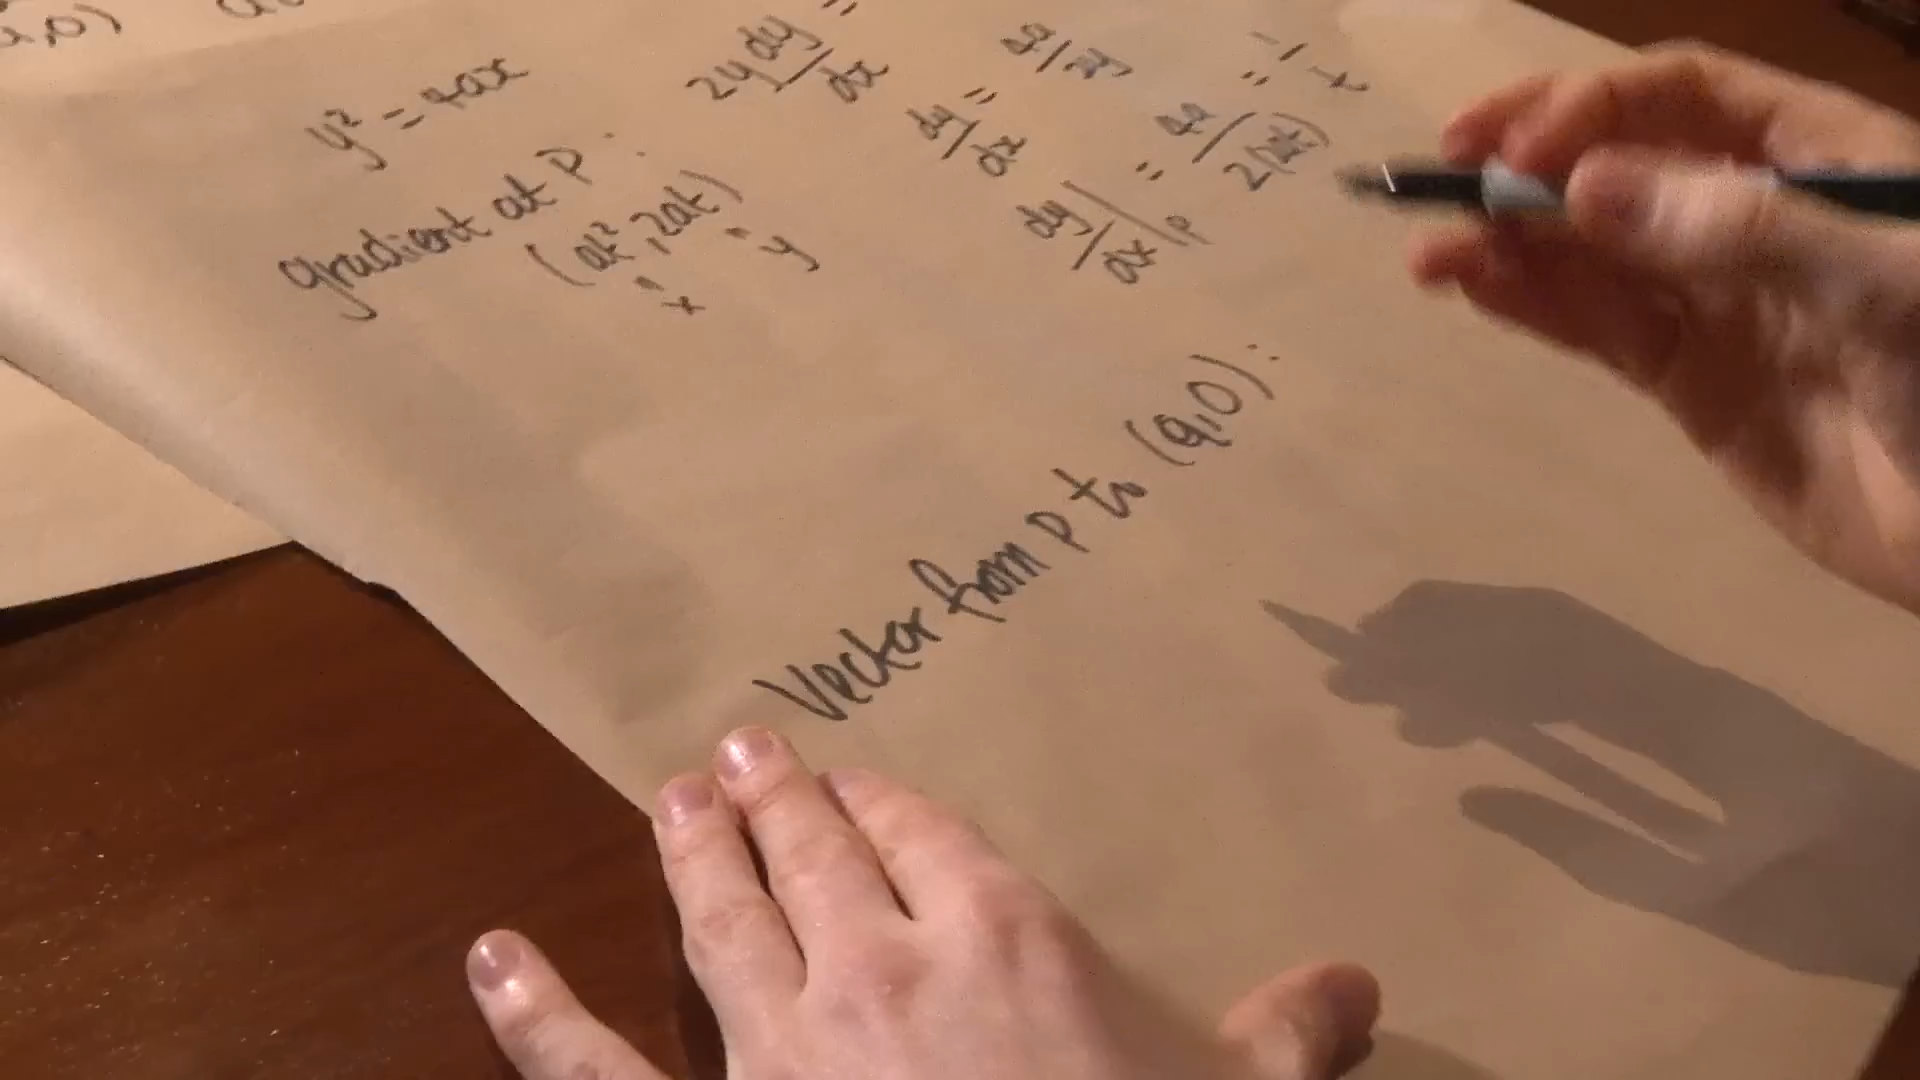 ,0)
y² = 4ax
2y dy/dx =
dy/dx = 4a/2y
gradient at P :
(at², 2at)
x y
dy/dx|p = 4a/2(2at) = 1/t
Vector from P to (a,0) :